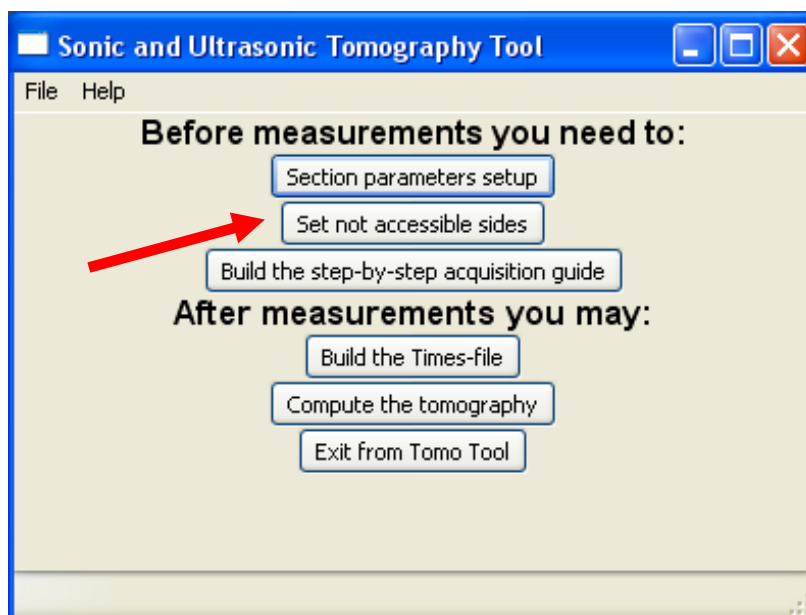 Sonic and Ultrasonic Tomography Tool
File Help
Before measurements you need to:
Section parameters setup
Set not accessible sides
Build the step-by-step acquisition guide
After measurements you may:
Build the Times-file
Compute the tomography
Exit from Tomo Tool